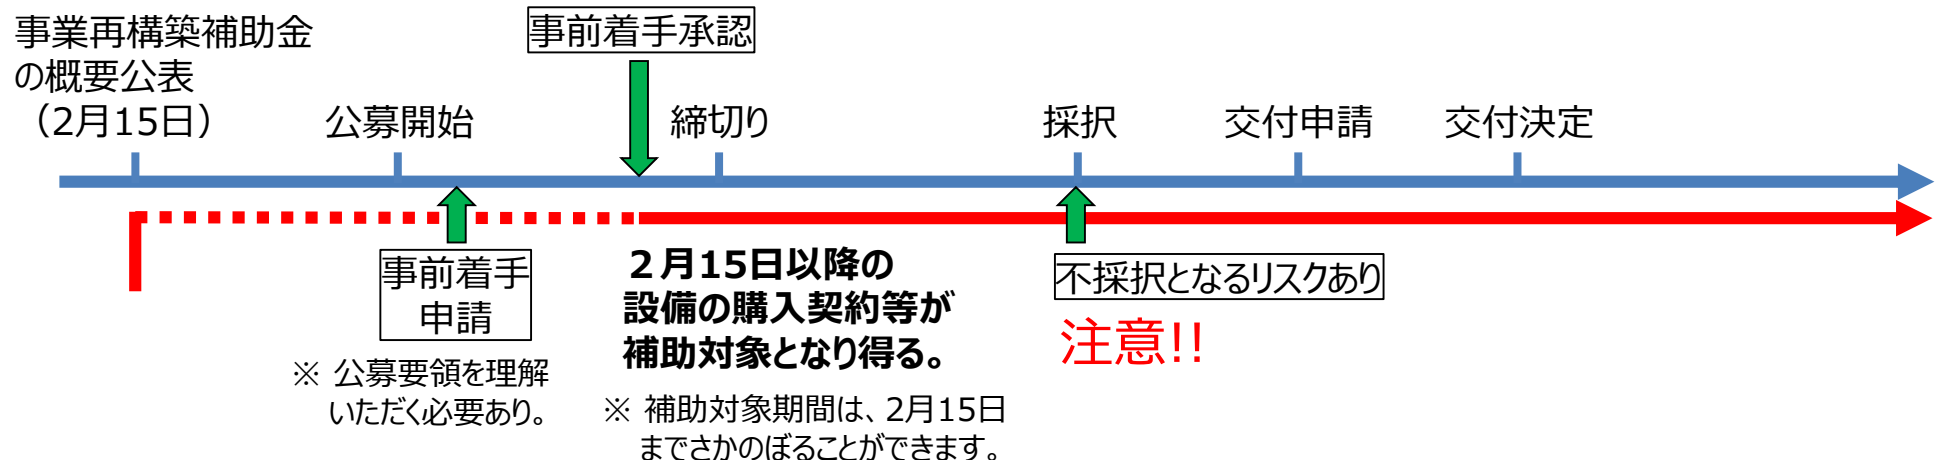 事業再構築補助金
の概要公表
（2月15日）
事前着手承認
公募開始
締切り
採択
交付申請
交付決定
事前着手
申請
※ 公募要領を理解
いただく必要あり。
２月15日以降の
設備の購入契約等が
補助対象となり得る。
※ 補助対象期間は、2月15日
までさかのぼることができます。
不採択となるリスクあり
注意!!